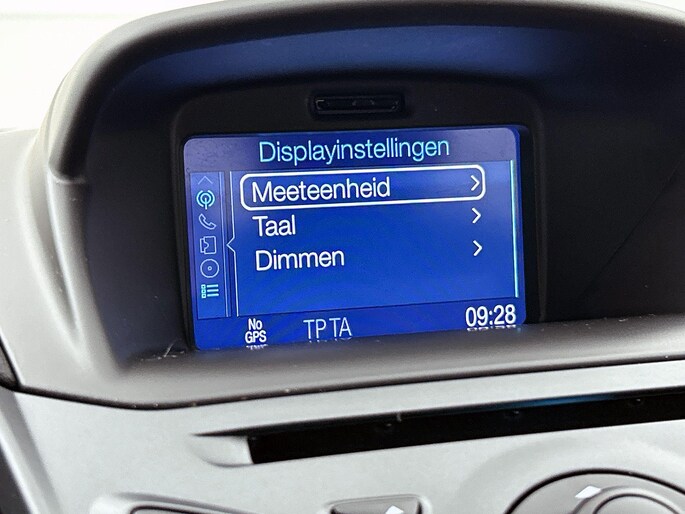 Displayinstellingen
Meeteenheid
Taal
Dimmen
No
GPS
TP TA
09:28